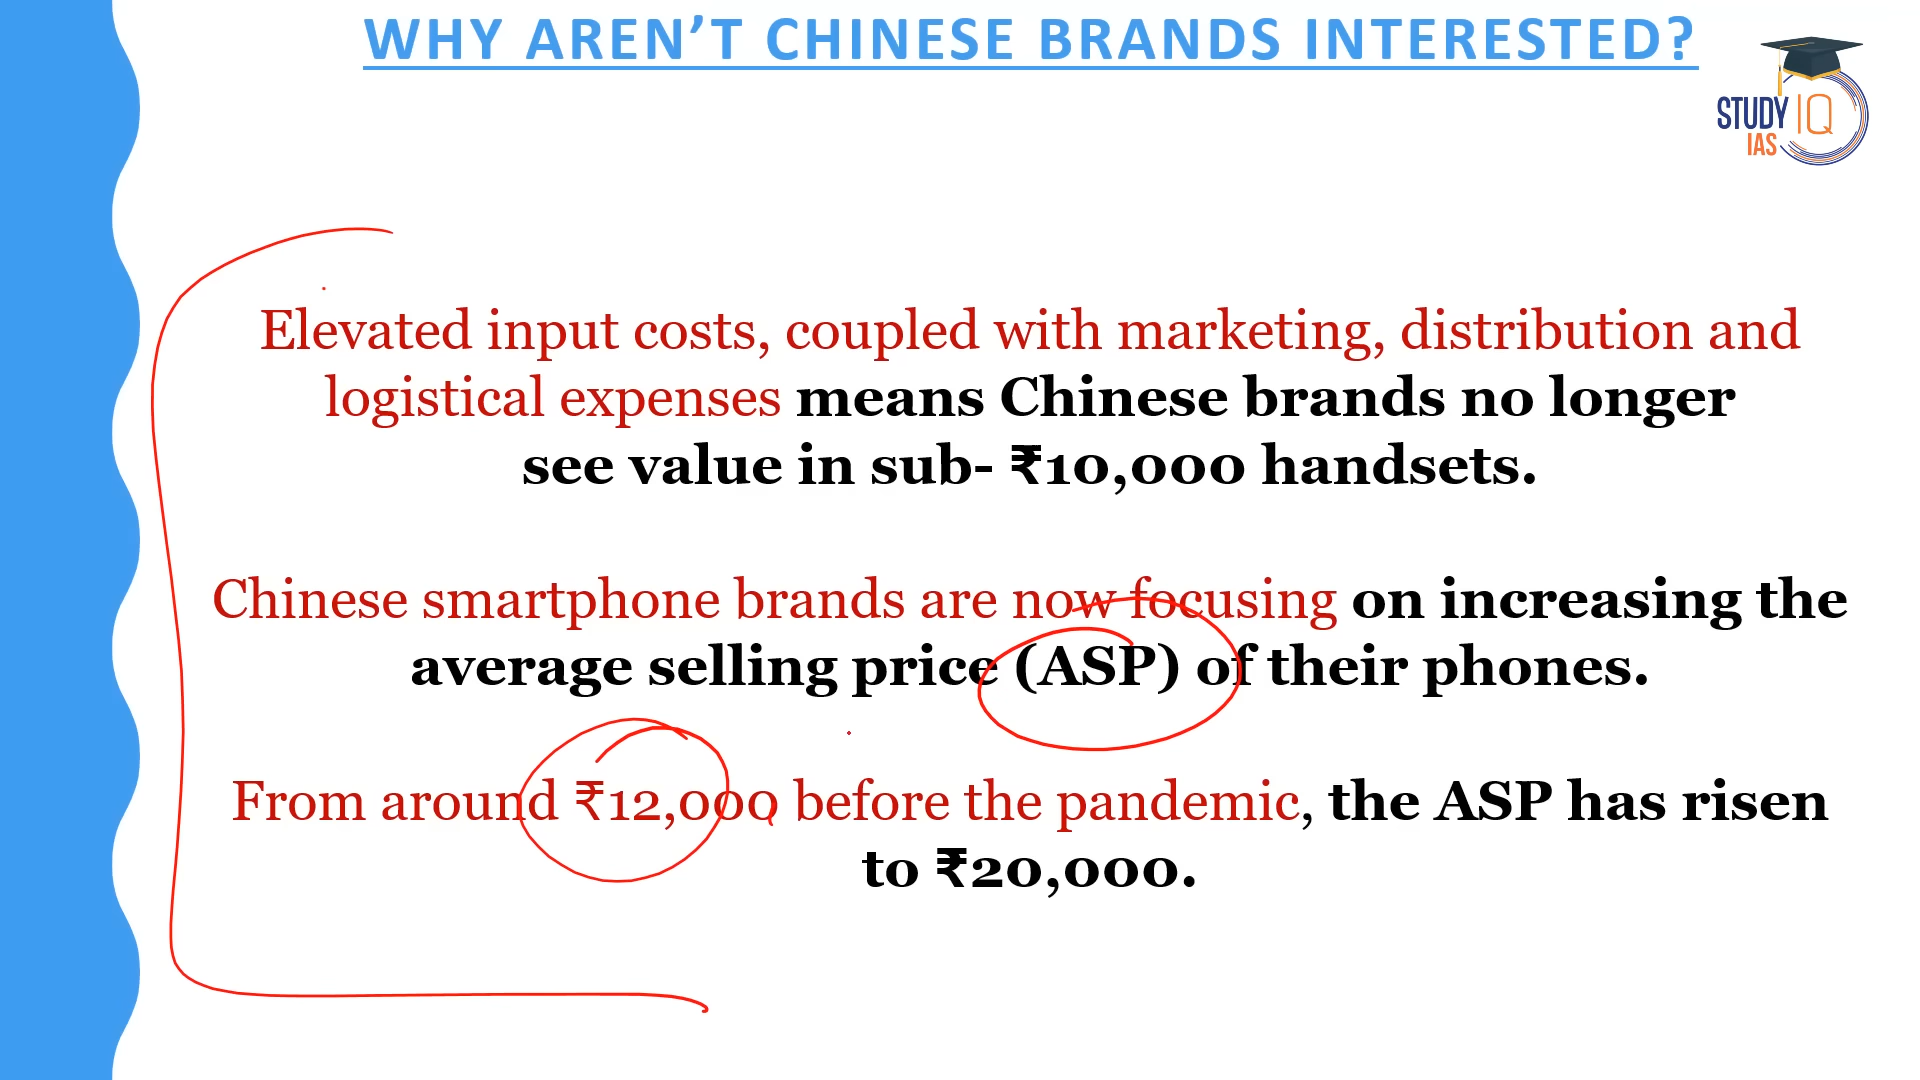 WHY AREN’T CHINESE BRANDS INTERESTED?
STUDY IQ
IAS
Elevated input costs, coupled with marketing, distribution and
logistical expenses means Chinese brands no longer
see value in sub- ₹10,000 handsets.
Chinese smartphone brands are now focusing on increasing the
average selling price (ASP) of their phones.
From around ₹12,000 before the pandemic, the ASP has risen
to ₹20,000.